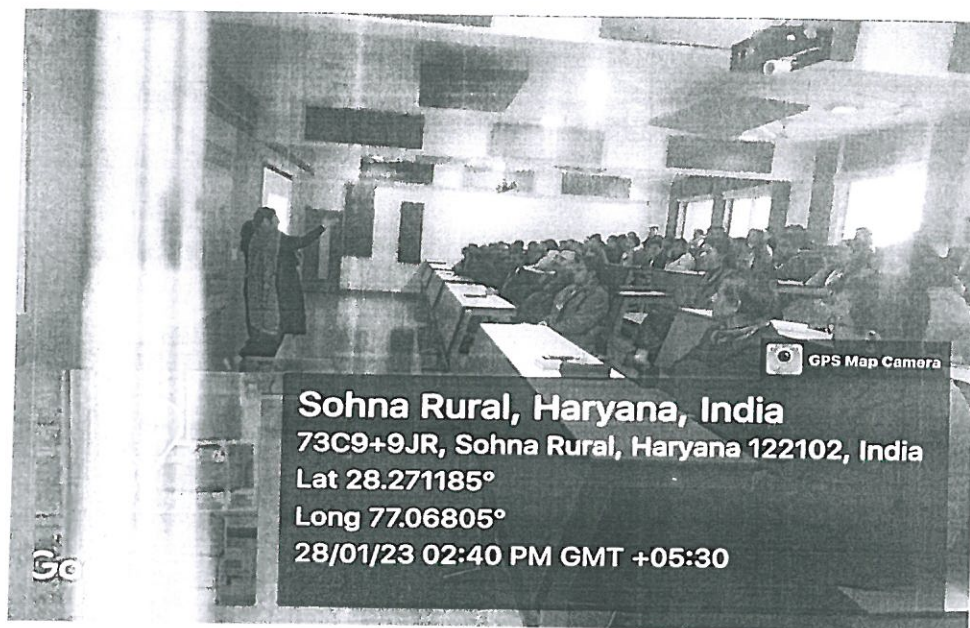 GPS Map Camera
Sohna Rural, Haryana, India
73C9+9JR, Sohna Rural, Haryana 122102, India
Lat 28.271185°
Long 77.06805°
28/01/23 02:40 PM GMT +05:30
Go